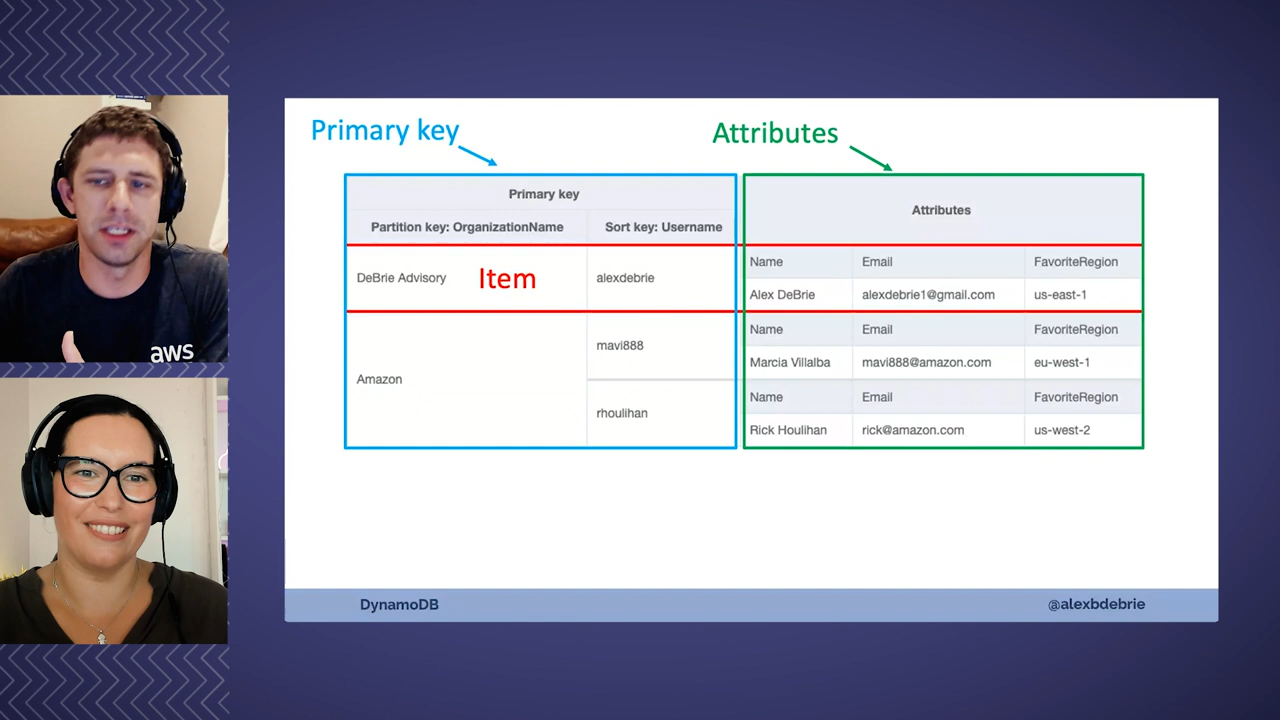 Primary key
Attributes
Primary key
Attributes
Partition key: OrganizationName
Sort key: Username
DeBrie Advisory
Item
alexdebrie
Name
Email
FavoriteRegion
Alex DeBrie
alexdebrie1@gmail.com
us-east-1
Amazon
mavi888
Name
Email
FavoriteRegion
Marcia Villalba
mavi888@amazon.com
eu-west-1
rhoulihan
Name
Email
FavoriteRegion
Rick Houlihan
rick@amazon.com
us-west-2
aws
DynamoDB
@alexbdebrie